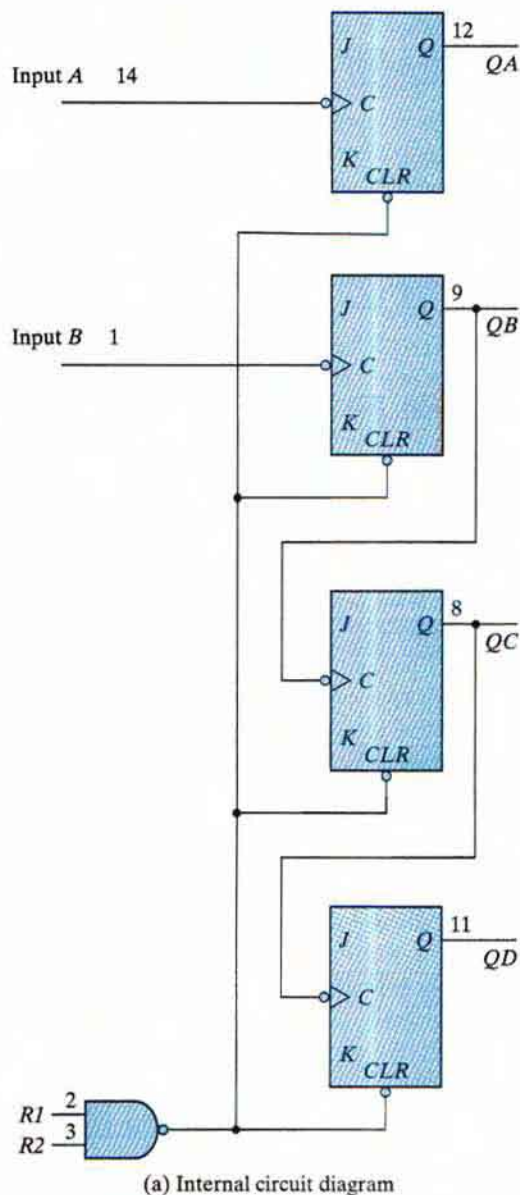 12
J Q
QA
Input A 14
C
K
CLR
9
J Q
QB
Input B 1
C
K
CLR
8
J Q
QC
C
K
CLR
11
J Q
QD
C
K
CLR
R1 2
R2 3
(a) Internal circuit diagram